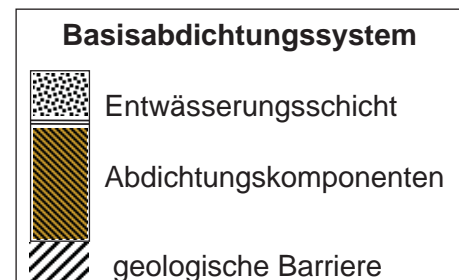 Basisabdichtungssystem
Entwässerungsschicht
Abdichtungskomponenten
geologische Barriere